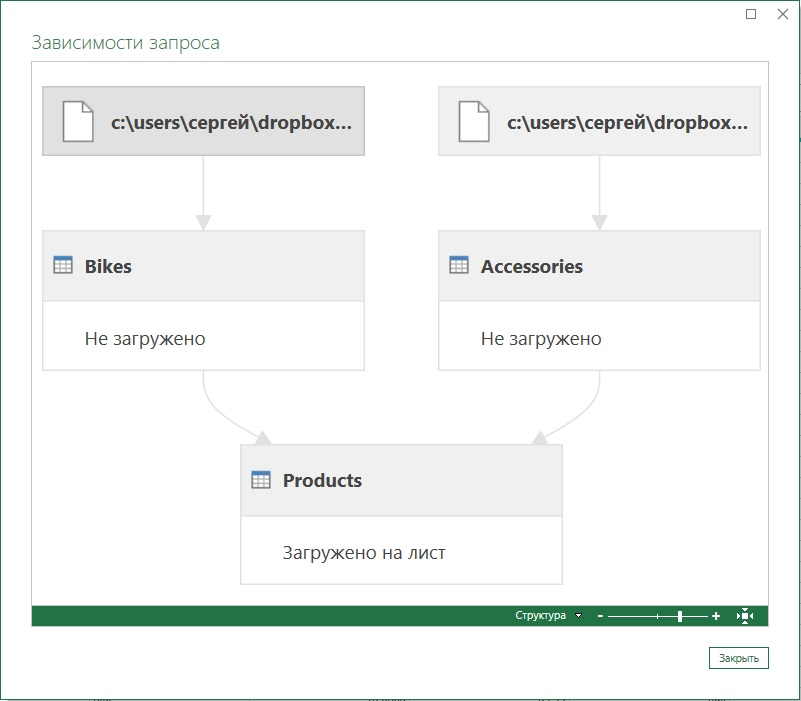 Зависимости запроса
c:\users\сергей\dropbox...
c:\users\сергей\dropbox...
Bikes
Accessories
Не загружено
Не загружено
Products
Загружено на лист
Структура
Закрыть